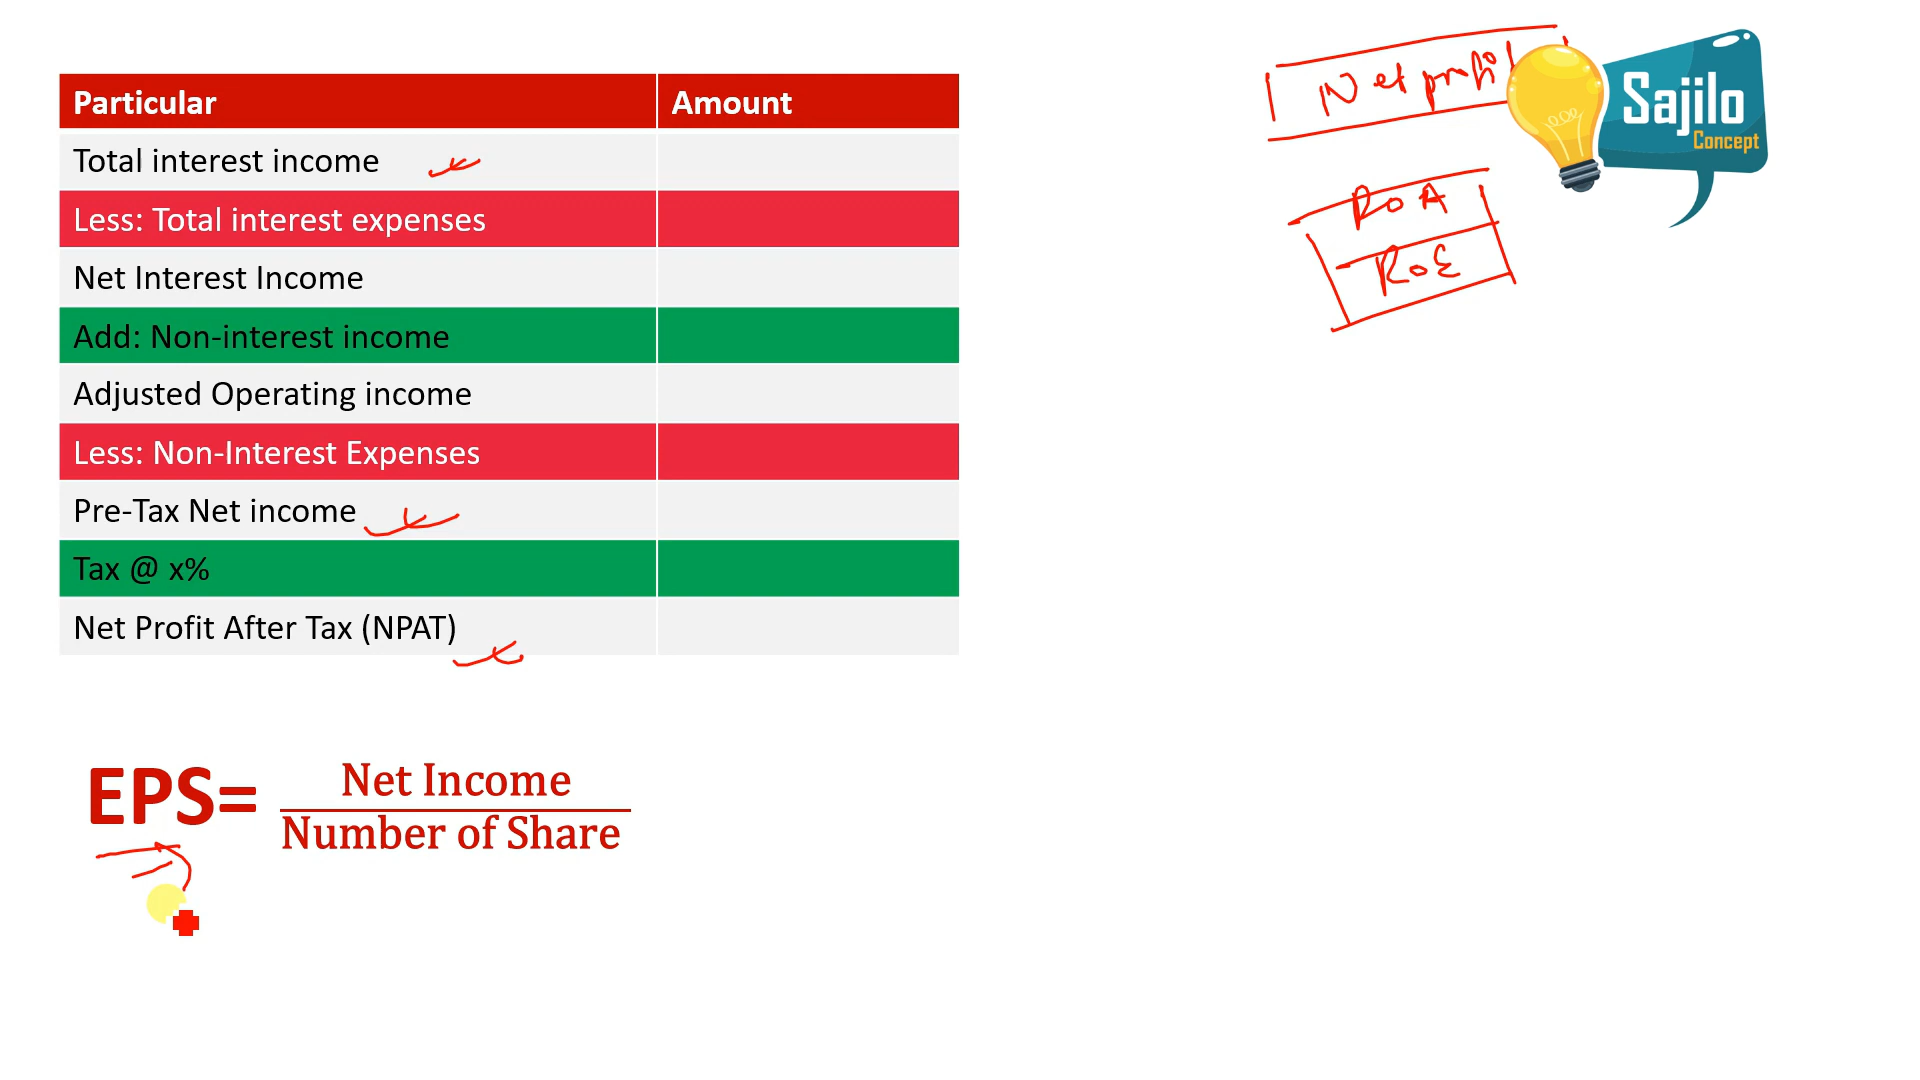 Particular Amount
Total interest income
Less: Total interest expenses
Net Interest Income
Add: Non-interest income
Adjusted Operating income
Less: Non-Interest Expenses
Pre-Tax Net income
Tax @ x%
Net Profit After Tax (NPAT)
EPS= Net Income
Number of Share
Net profit
Sajilo
Concept
ROA
ROE